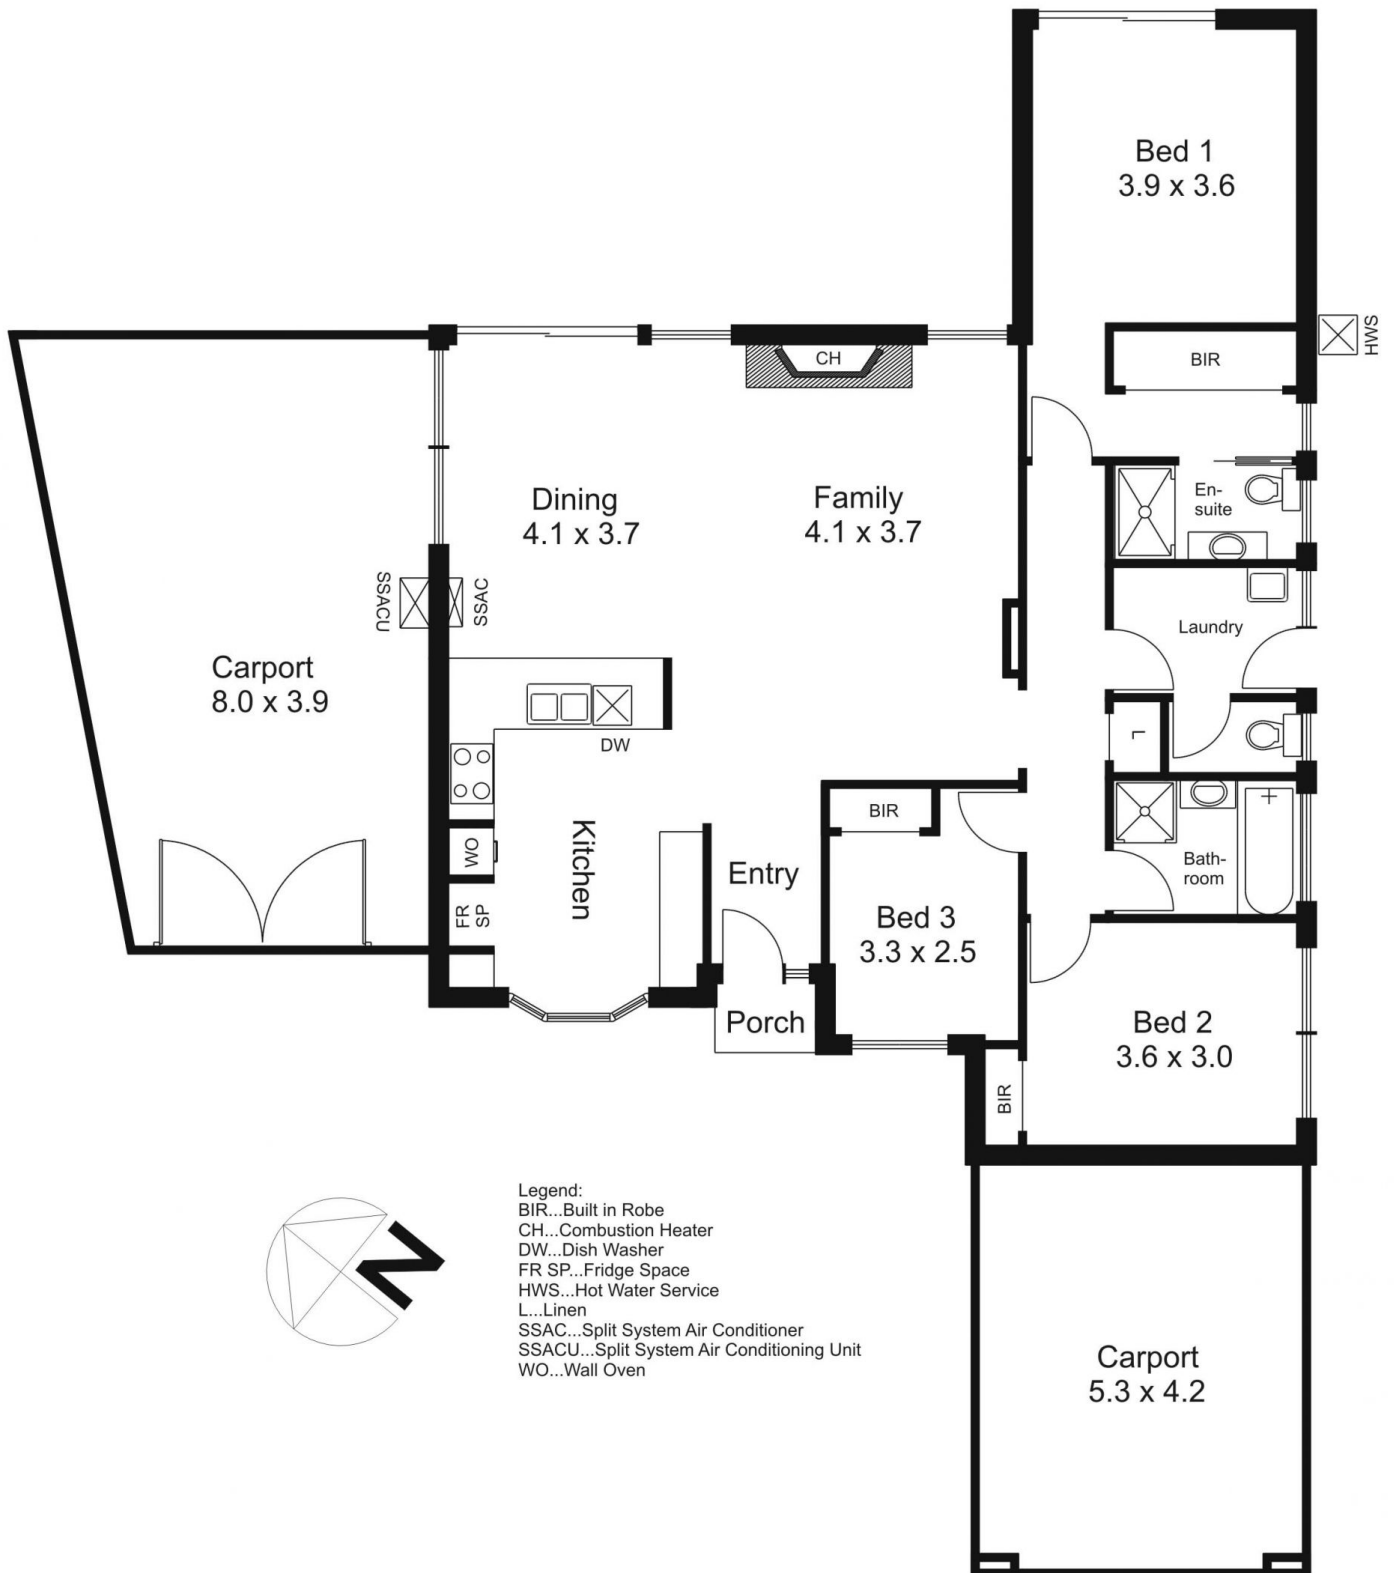 Bed 1
3.9 x 3.6
HWS
BIR
CH
Dining
4.1 x 3.7
Family
4.1 x 3.7
En-
suite
SSACU
SSAC
Laundry
Carport
8.0 x 3.9
DW
L
WO
Kitchen
BIR
Entry
Bath-
room
FR
SP
Bed 3
3.3 x 2.5
Porch
Bed 2
3.6 x 3.0
BIR
N
Legend:
BIR...Built in Robe
CH...Combustion Heater
DW...Dish Washer
FR SP...Fridge Space
HWS...Hot Water Service
L...Linen
SSAC...Split System Air Conditioner
SSACU...Split System Air Conditioning Unit
WO...Wall Oven
Carport
5.3 x 4.2